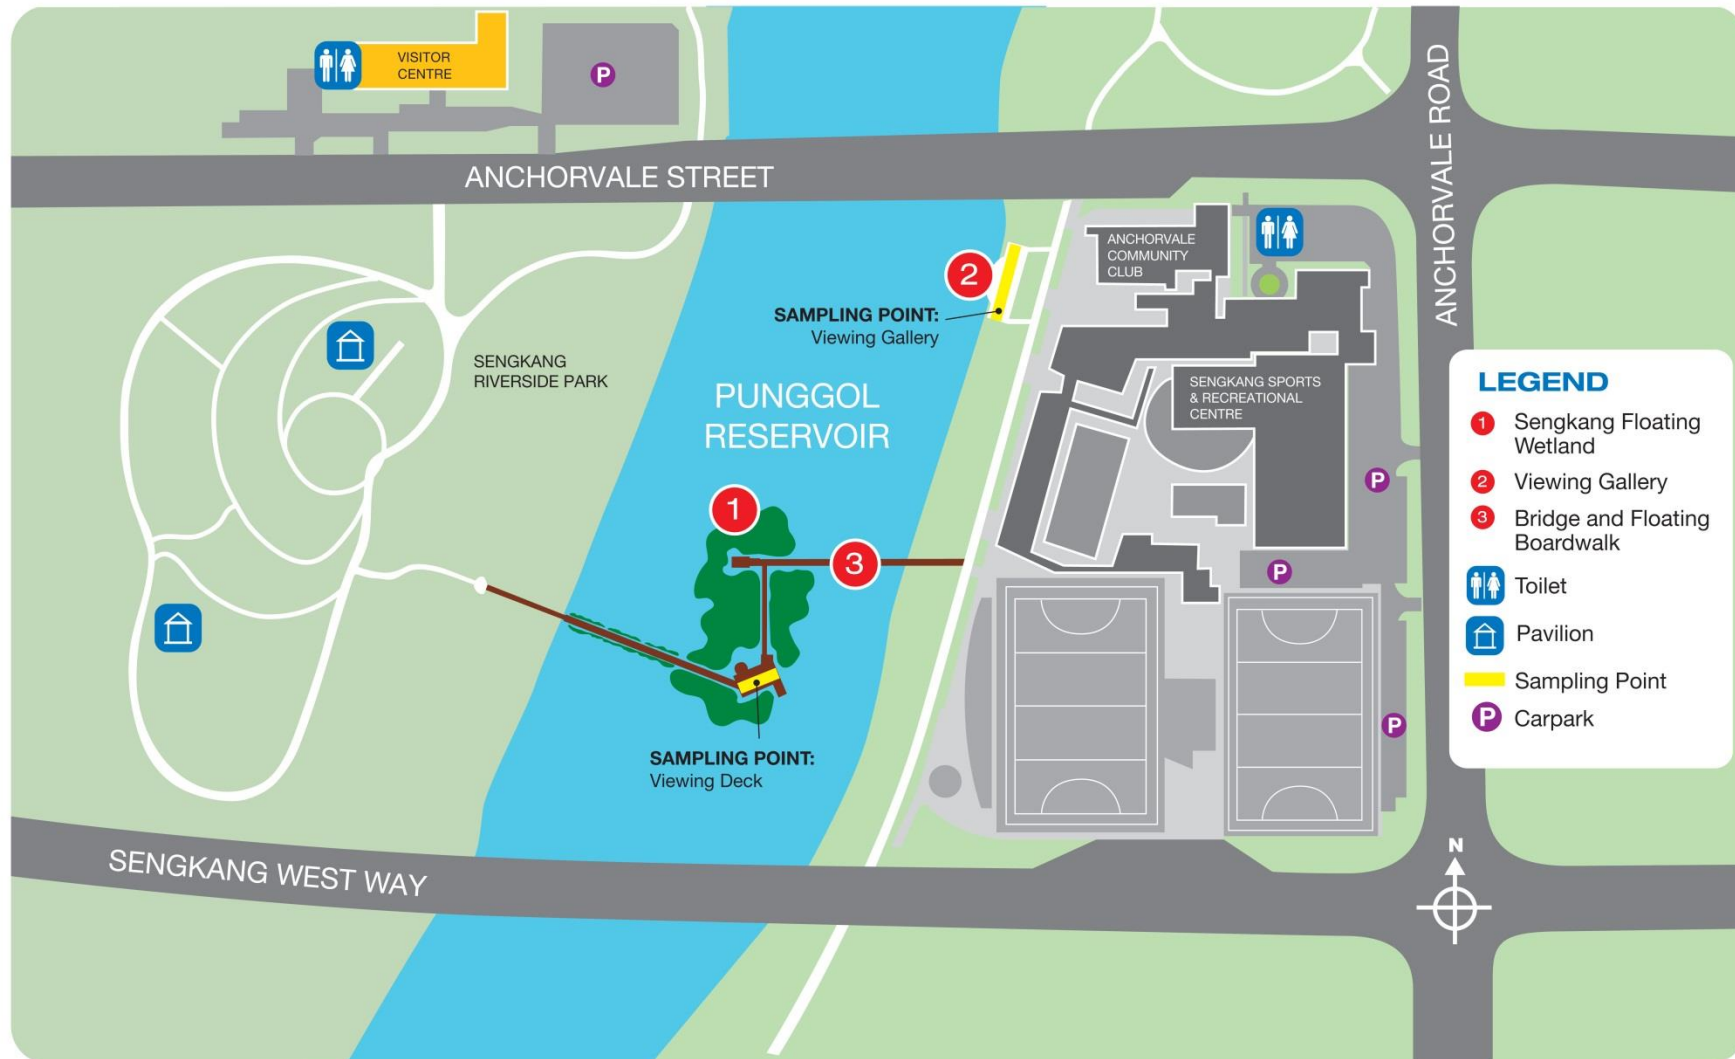 VISITOR
CENTRE
P
ANCHORVALE STREET
ANCHORVALE ROAD
ANCHORVALE
COMMUNITY
CLUB
2
SAMPLING POINT:
Viewing Gallery
SENGKANG
RIVERSIDE PARK
PUNGGOL
RESERVOIR
SENGKANG SPORTS
& RECREATIONAL
CENTRE
P
1
3
P
SAMPLING POINT:
Viewing Deck
P
SENGKANG WEST WAY
LEGEND
1 Sengkang Floating
Wetland
2 Viewing Gallery
3 Bridge and Floating
Boardwalk
Toilet
Pavilion
Sampling Point
P Carpark
N